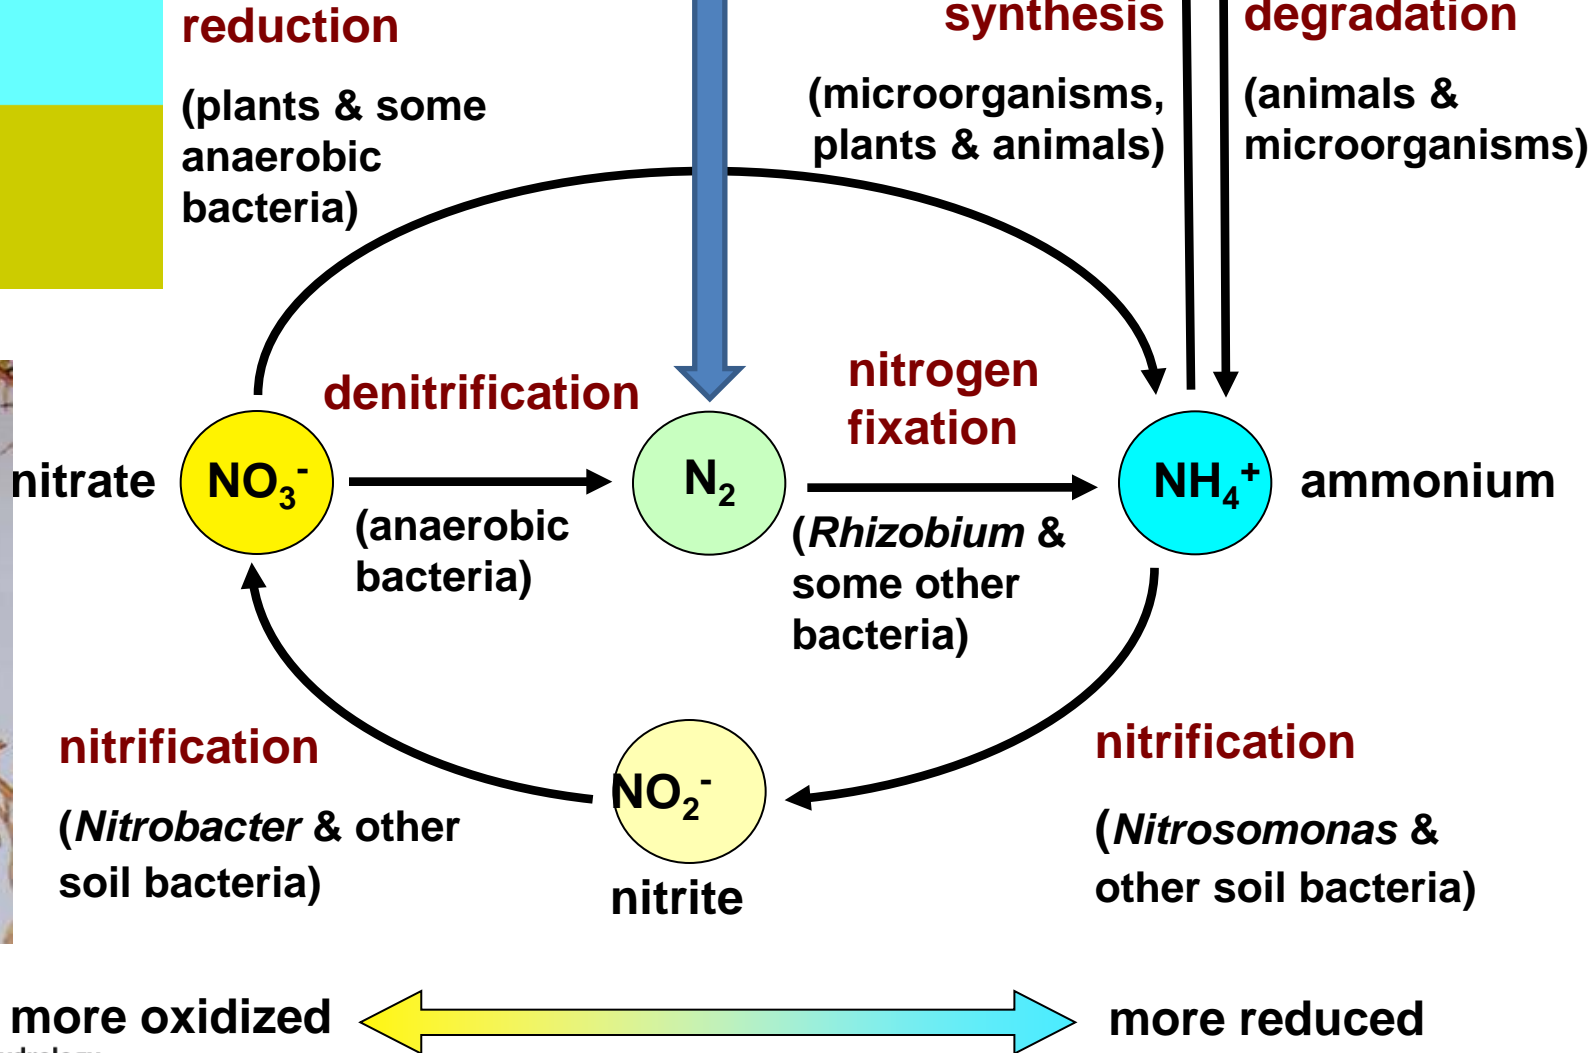 reduction
(plants & some
anaerobic
bacteria)
synthesis
(microorganisms,
plants & animals)
degradation
(animals &
microorganisms)
denitrification
(anaerobic
bacteria)
nitrogen
fixation
(Rhizobium &
some other
bacteria)
nitrate
NO₃⁻
N₂
NH₄⁺
ammonium
nitrification
(Nitrobacter & other
soil bacteria)
NO₂⁻
nitrite
nitrification
(Nitrosomonas &
other soil bacteria)
more oxidized
more reduced